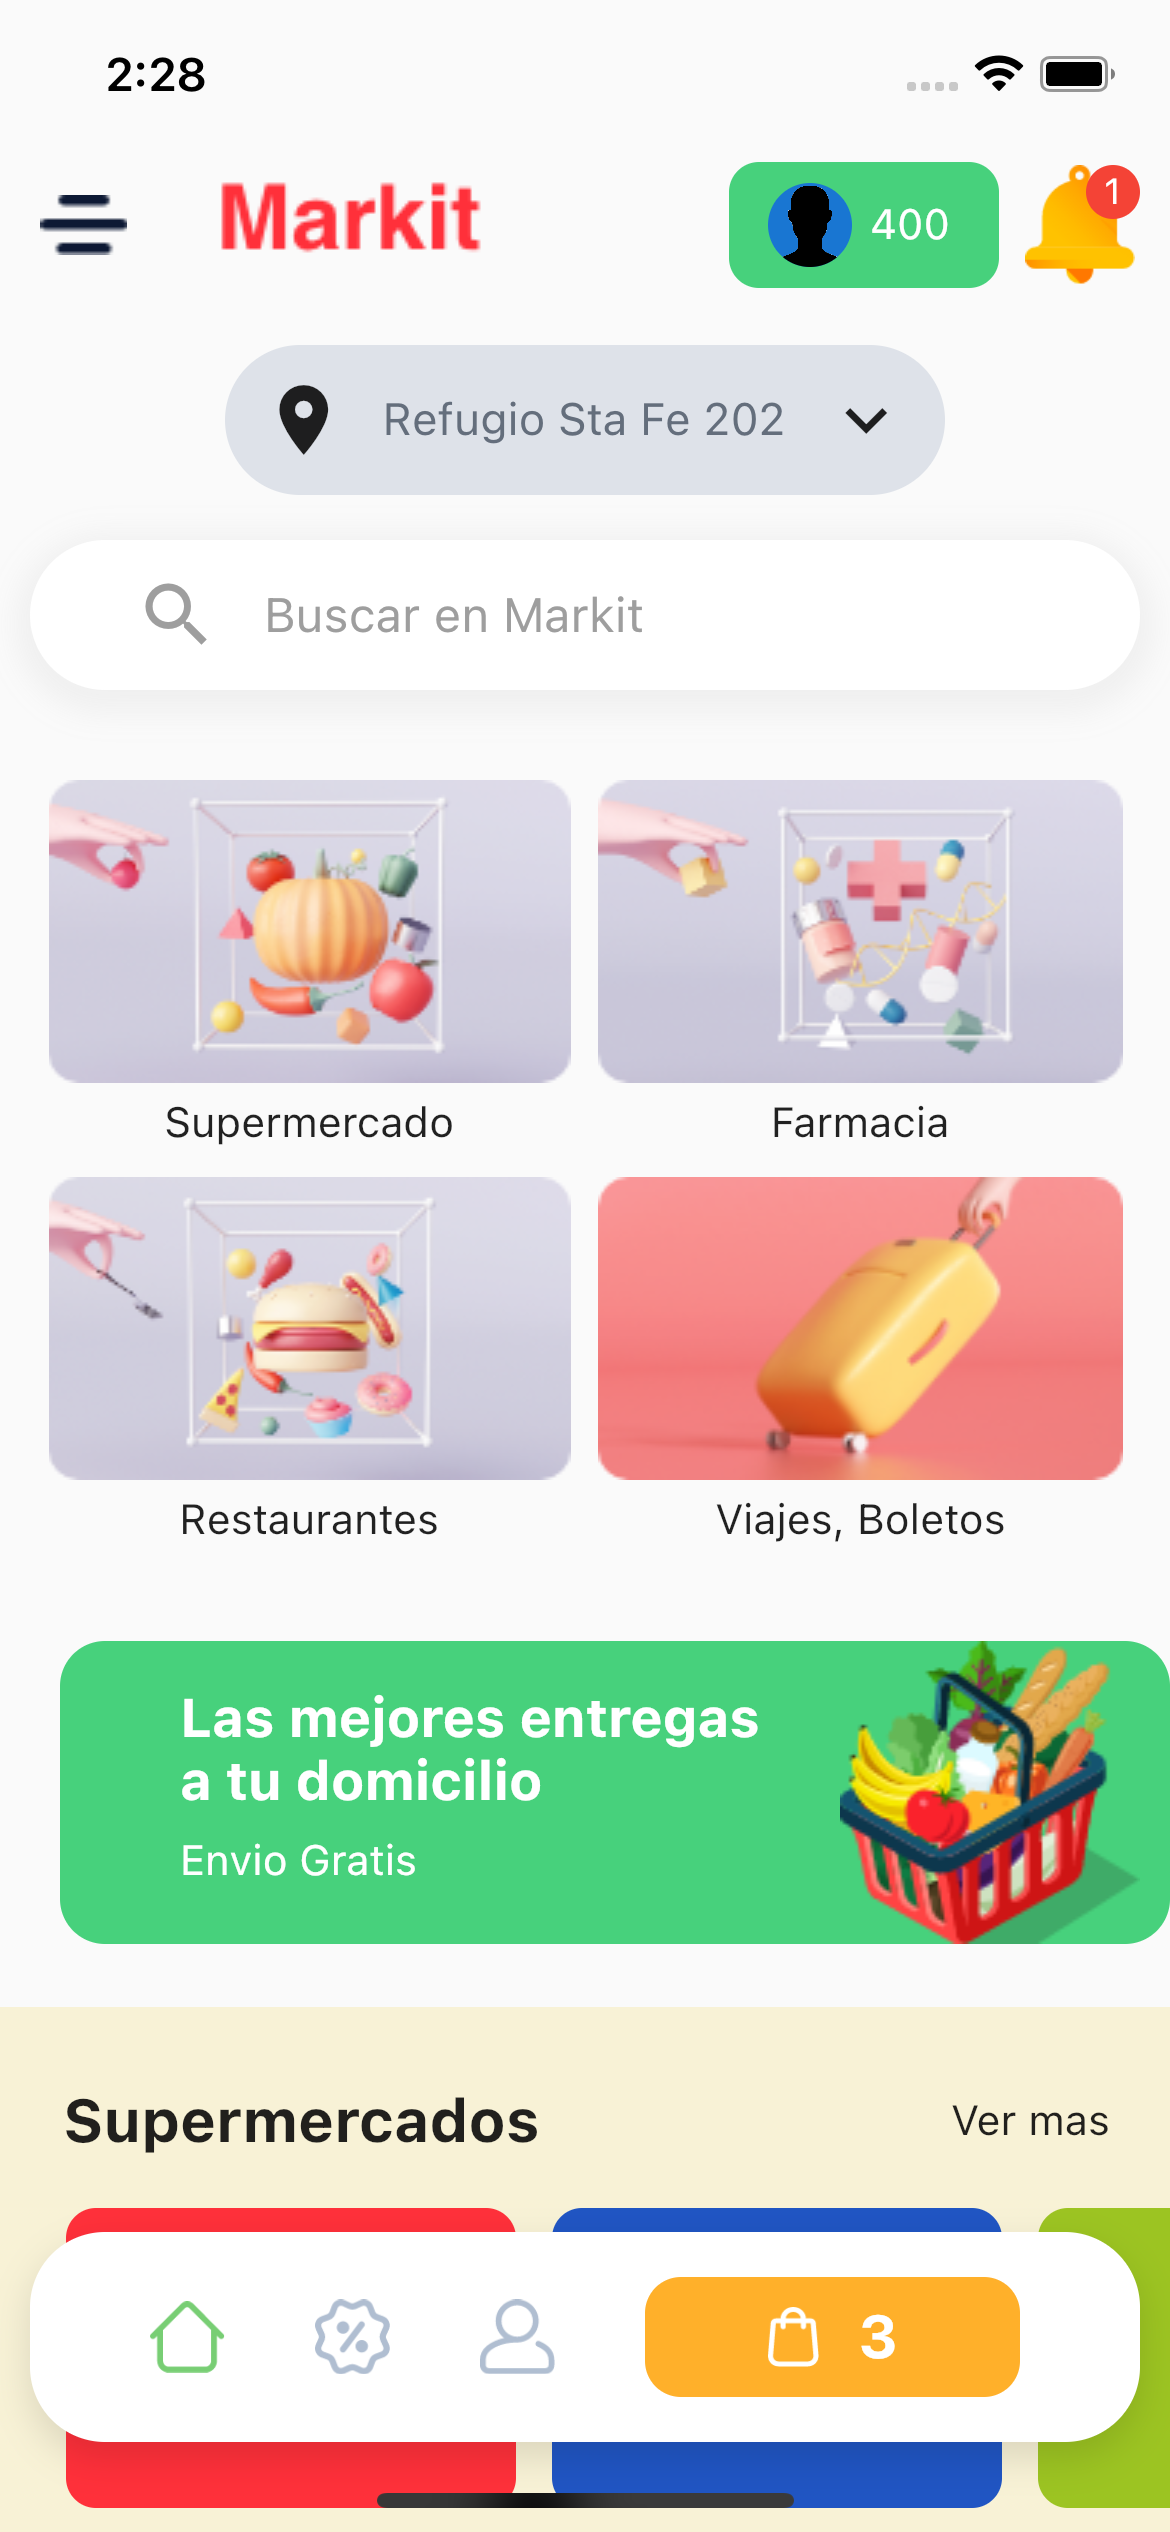 2:28
Markit
400
1
Refugio Sta Fe 202
Buscar en Markit
Supermercado
Farmacia
Restaurantes
Viajes, Boletos
Las mejores entregas
a tu domicilio
Envio Gratis
Supermercados
Ver mas
3